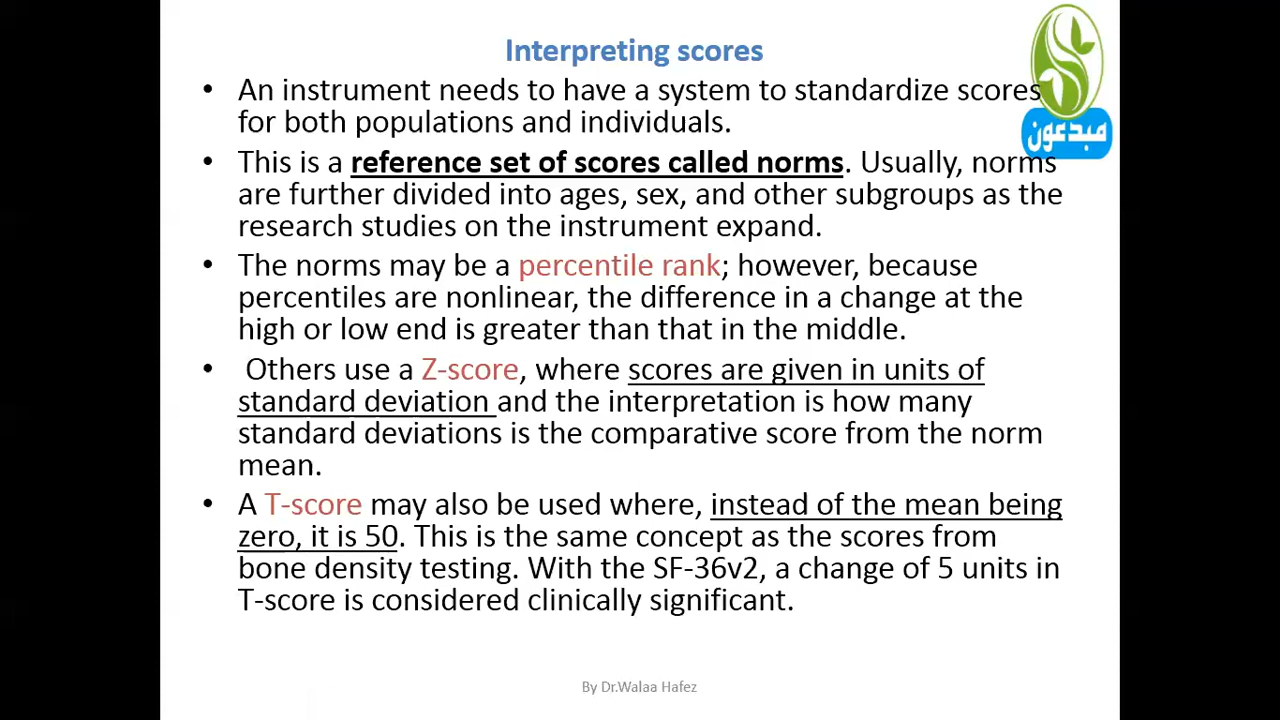 Interpreting scores
• An instrument needs to have a system to standardize scores
for both populations and individuals.
مبدعون
• This is a reference set of scores called norms. Usually, norms
are further divided into ages, sex, and other subgroups as the
research studies on the instrument expand.
• The norms may be a percentile rank; however, because
percentiles are nonlinear, the difference in a change at the
high or low end is greater than that in the middle.
• Others use a Z-score, where scores are given in units of
standard deviation and the interpretation is how many
standard deviations is the comparative score from the norm
mean.
• A T-score may also be used where, instead of the mean being
zero, it is 50. This is the same concept as the scores from
bone density testing. With the SF-36v2, a change of 5 units in
T-score is considered clinically significant.
By Dr.Walaa Hafez